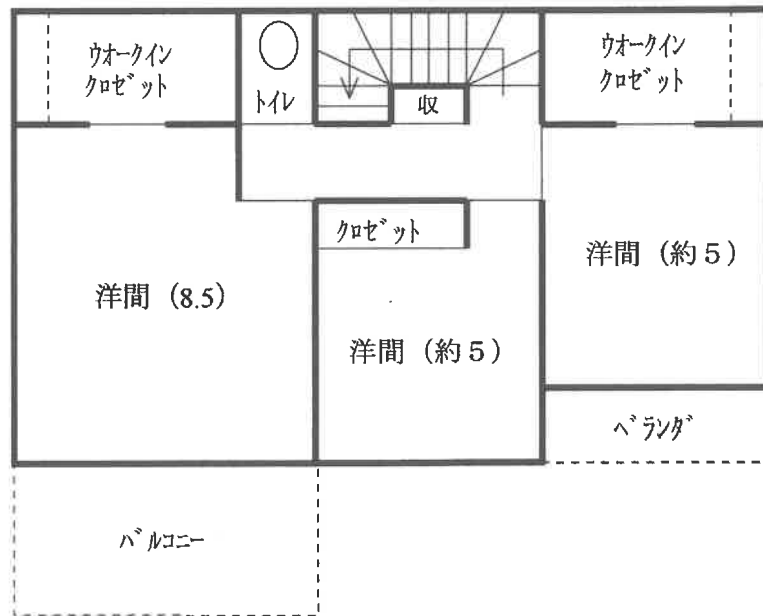 ウオークイン
クロゼット
トイレ
収
ウオークイン
クロゼット
クロゼット
洋間（約５）
洋間（8.5）
洋間（約５）
ベランダ
バルコニー